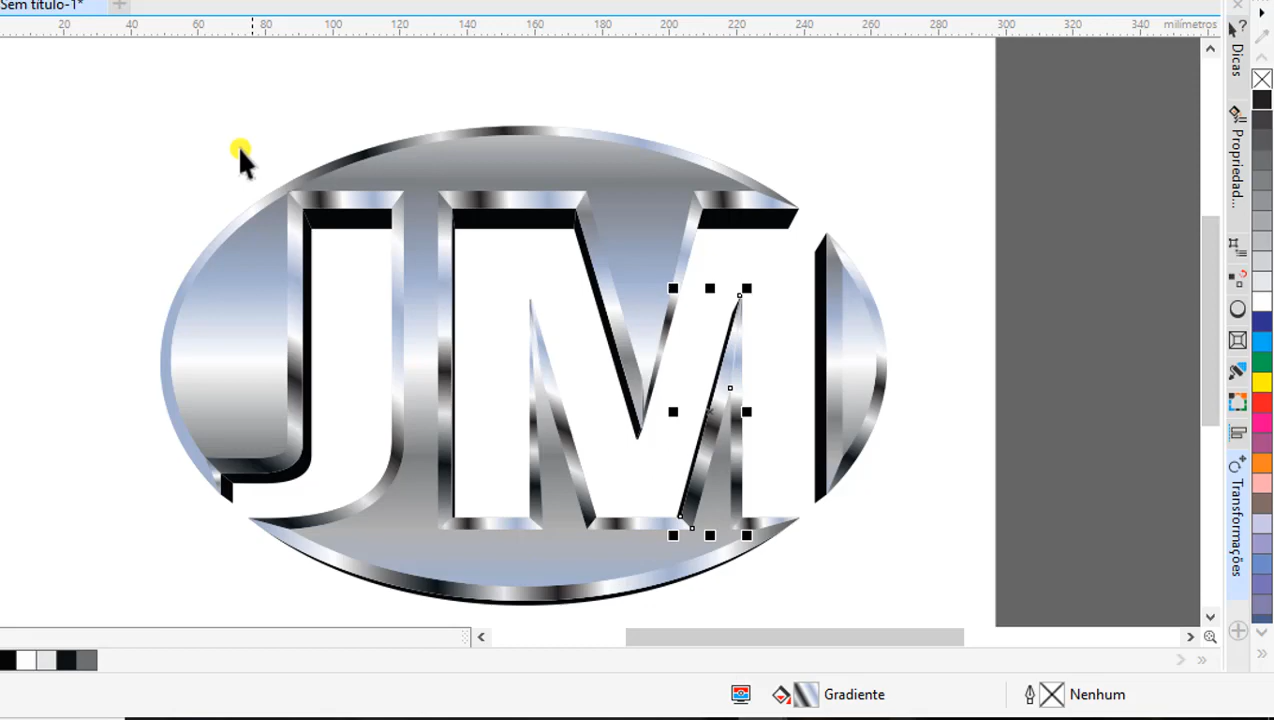 Sem título-1*
20 40 60 80 100 120 140 160 180 200 220 240 260 280 300 320 340 milímetros
Dicas
Propriedad...
Transformações
JM
Gradiente
Nenhum